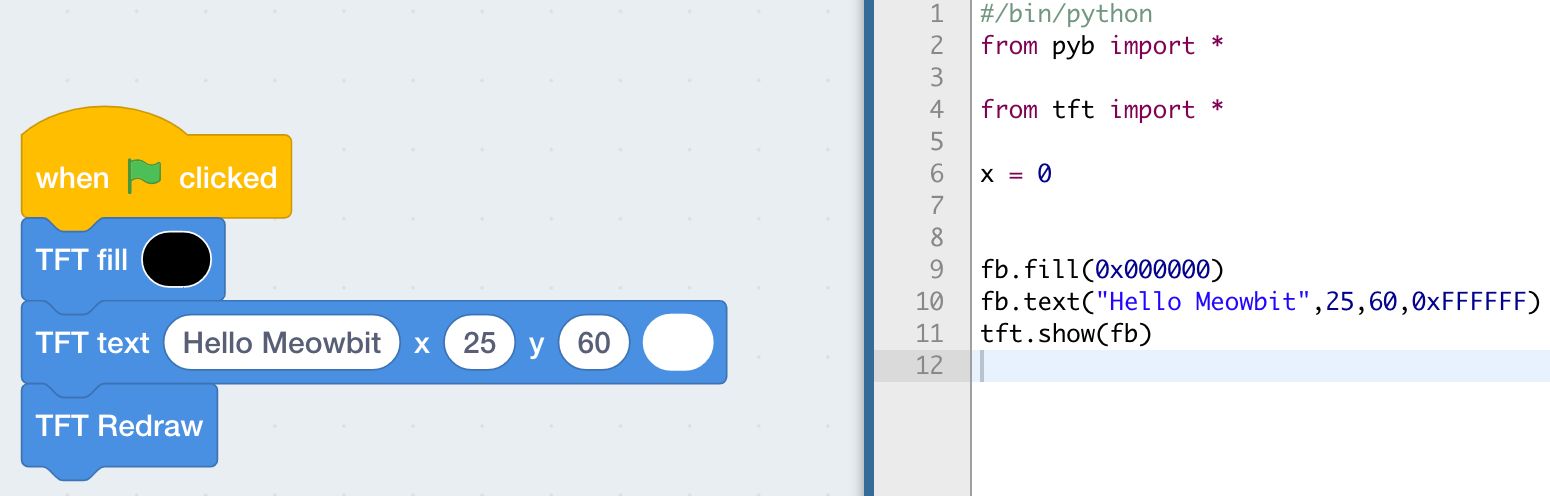 when clicked
TFT fill
TFT text Hello Meowbit x 25 y 60
TFT Redraw
1 #/bin/python
2 from pyb import *
3
4 from tft import *
5
6 x = 0
7
8
9 fb.fill(0x000000)
10 fb.text("Hello Meowbit",25,60,0xFFFFFF)
11 tft.show(fb)
12